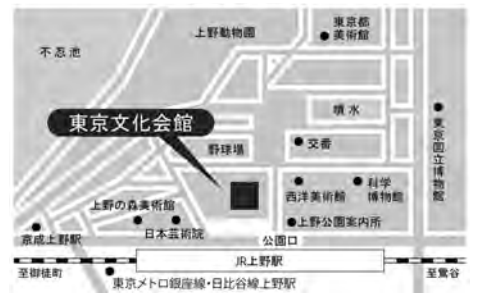 東京都
美術館
上野動物園
不忍池
噴水
東京文化会館
野球場
交番
東京国立博物館
西洋美術館
科学
博物館
上野の森美術館
日本芸術院
上野公園案内所
京成上野駅
公園口
JR上野駅
至御徒町
至鶯谷
東京メトロ銀座線・日比谷線上野駅